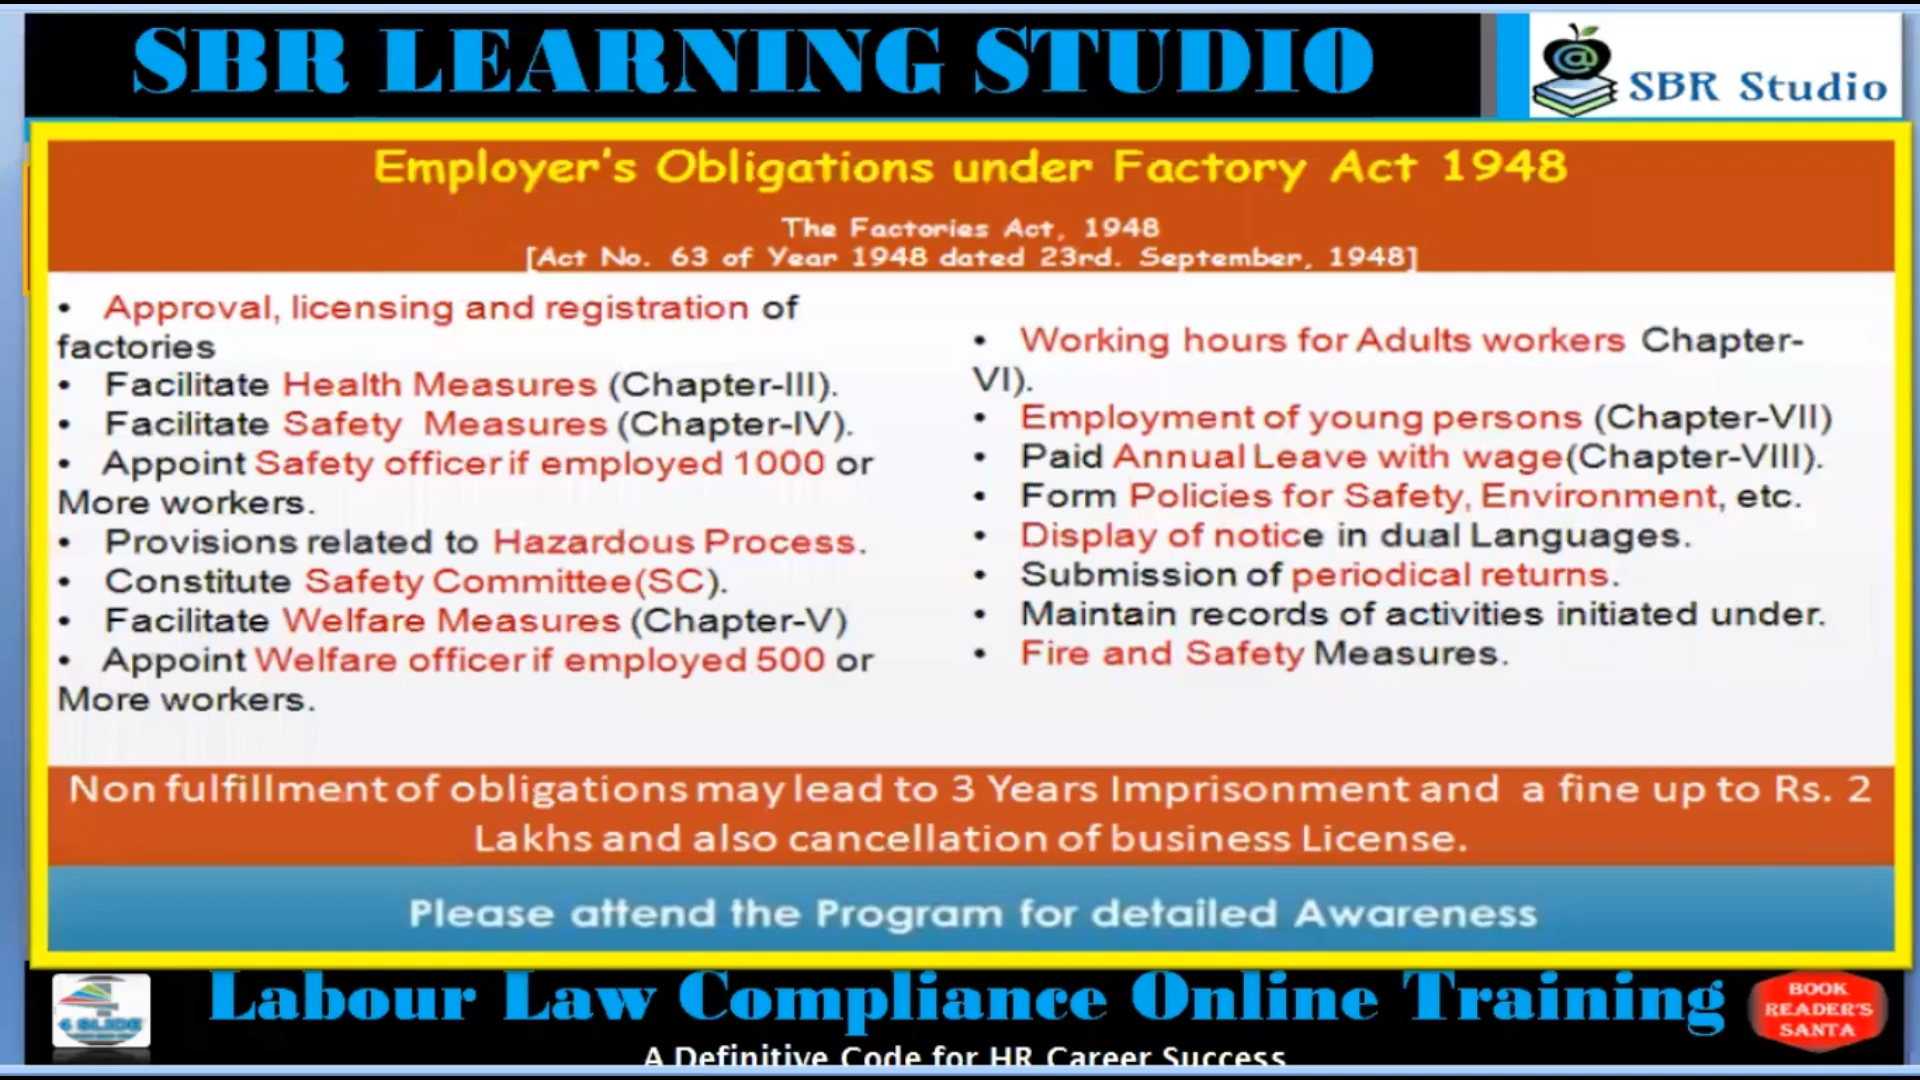 SBR LEARNING STUDIO
SBR Studio
Employer's Obligations under Factory Act 1948
The Factories Act, 1948
[Act No. 63 of Year 1948 dated 23rd. September, 1948]
• Approval, licensing and registration of
factories
• Facilitate Health Measures (Chapter-III).
• Facilitate Safety Measures (Chapter-IV).
• Appoint Safety officer if employed 1000 or
More workers.
• Provisions related to Hazardous Process.
• Constitute Safety Committee(SC).
• Facilitate Welfare Measures (Chapter-V)
• Appoint Welfare officer if employed 500 or
More workers.
• Working hours for Adults workers Chapter-
VI).
• Employment of young persons (Chapter-VII)
• Paid Annual Leave with wage(Chapter-VIII).
• Form Policies for Safety, Environment, etc.
• Display of notice in dual Languages.
• Submission of periodical returns.
• Maintain records of activities initiated under.
• Fire and Safety Measures.
Non fulfillment of obligations may lead to 3 Years Imprisonment and a fine up to Rs. 2
Lakhs and also cancellation of business License.
Please attend the Program for detailed Awareness
4 SLIDE
Labour Law Compliance Online Training
BOOK
READER'S
SANTA
A Definitive Code for HR Career Success